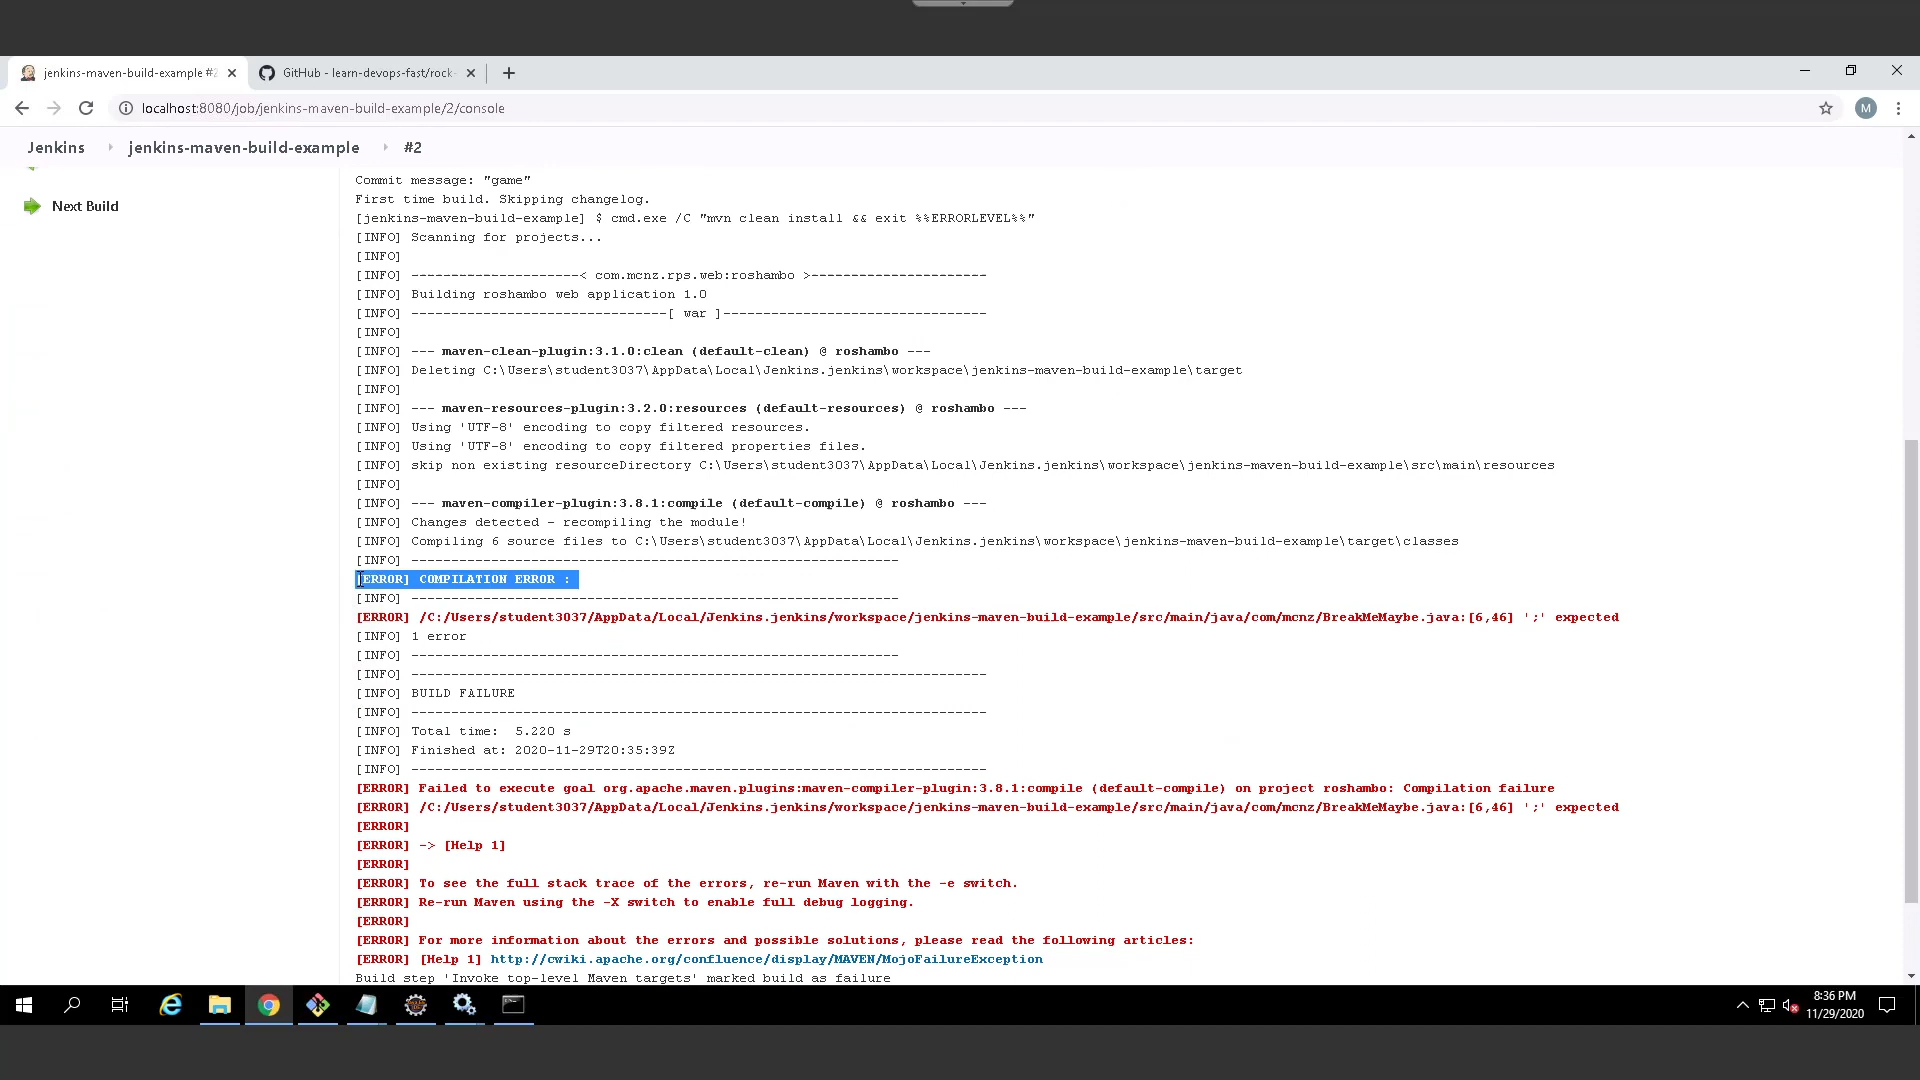 jenkins-maven-build-example #2
GitHub - learn-devops-fast/rock-
localhost:8080/job/jenkins-maven-build-example/2/console
M
Jenkins
jenkins-maven-build-example
#2
Next Build
Commit message: "game"
First time build. Skipping changelog.
[jenkins-maven-build-example] $ cmd.exe /C "mvn clean install && exit %%ERRORLEVEL%%"
[INFO] Scanning for projects...
[INFO]
[INFO] ---------------------< com.mcnz.rps.web:roshambo >----------------------
[INFO] Building roshambo web application 1.0
[INFO] --------------------------------[ war ]---------------------------------
[INFO]
[INFO] --- maven-clean-plugin:3.1.0:clean (default-clean) @ roshambo ---
[INFO] Deleting C:\Users\student3037\AppData\Local\Jenkins.jenkins\workspace\jenkins-maven-build-example\target
[INFO]
[INFO] --- maven-resources-plugin:3.2.0:resources (default-resources) @ roshambo ---
[INFO] Using 'UTF-8' encoding to copy filtered resources.
[INFO] Using 'UTF-8' encoding to copy filtered properties files.
[INFO] skip non existing resourceDirectory C:\Users\student3037\AppData\Local\Jenkins.jenkins\workspace\jenkins-maven-build-example\src\main\resources
[INFO]
[INFO] --- maven-compiler-plugin:3.8.1:compile (default-compile) @ roshambo ---
[INFO] Changes detected - recompiling the module!
[INFO] Compiling 6 source files to C:\Users\student3037\AppData\Local\Jenkins.jenkins\workspace\jenkins-maven-build-example\target\classes
[INFO] -------------------------------------------------------------
[ERROR] COMPILATION ERROR :
[INFO] -------------------------------------------------------------
[ERROR] /C:/Users/student3037/AppData/Local/Jenkins.jenkins/workspace/jenkins-maven-build-example/src/main/java/com/mcnz/BreakMeMaybe.java:[6,46] ';' expected
[INFO] 1 error
[INFO] -------------------------------------------------------------
[INFO] ------------------------------------------------------------------------
[INFO] BUILD FAILURE
[INFO] ------------------------------------------------------------------------
[INFO] Total time:  5.220 s
[INFO] Finished at: 2020-11-29T20:35:39Z
[INFO] ------------------------------------------------------------------------
[ERROR] Failed to execute goal org.apache.maven.plugins:maven-compiler-plugin:3.8.1:compile (default-compile) on project roshambo: Compilation failure
[ERROR] /C:/Users/student3037/AppData/Local/Jenkins.jenkins/workspace/jenkins-maven-build-example/src/main/java/com/mcnz/BreakMeMaybe.java:[6,46] ';' expected
[ERROR]
[ERROR] -> [Help 1]
[ERROR]
[ERROR] To see the full stack trace of the errors, re-run Maven with the -e switch.
[ERROR] Re-run Maven using the -X switch to enable full debug logging.
[ERROR]
[ERROR] For more information about the errors and possible solutions, please read the following articles:
[ERROR] [Help 1] http://cwiki.apache.org/confluence/display/MAVEN/MojoFailureException
Build step 'Invoke top-level Maven targets' marked build as failure
8:36 PM
11/29/2020